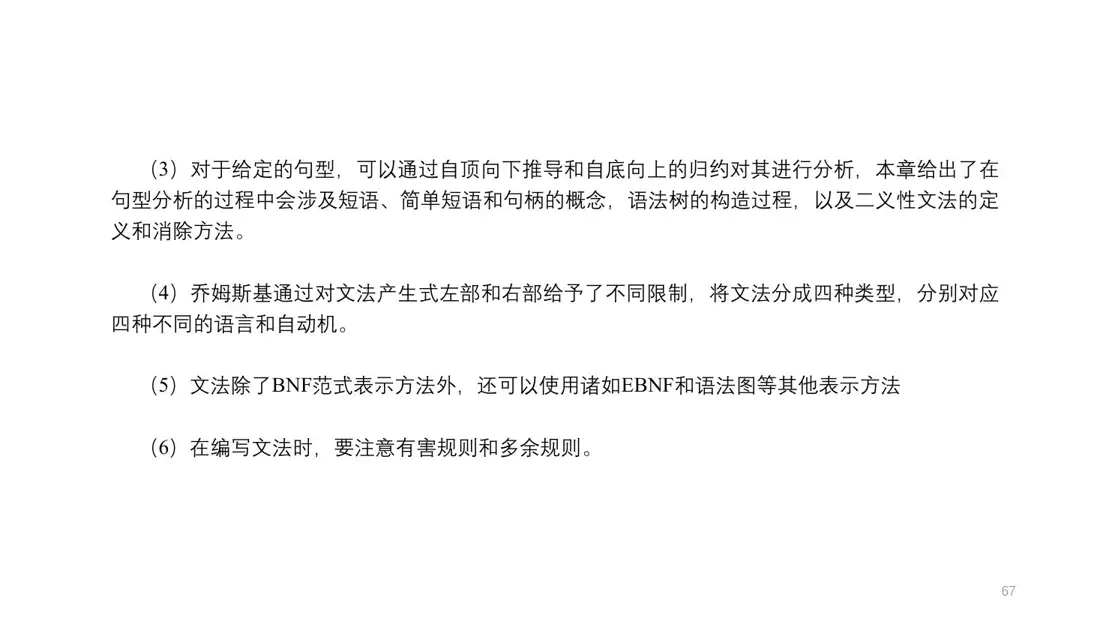 （3）对于给定的句型，可以通过自顶向下推导和自底向上的归约对其进行分析，本章给出了在
句型分析的过程中会涉及短语、简单短语和句柄的概念，语法树的构造过程，以及二义性文法的定
义和消除方法。
（4）乔姆斯基通过对文法产生式左部和右部给予了不同限制，将文法分成四种类型，分别对应
四种不同的语言和自动机。
（5）文法除了BNF范式表示方法外，还可以使用诸如EBNF和语法图等其他表示方法
（6）在编写文法时，要注意有害规则和多余规则。
67